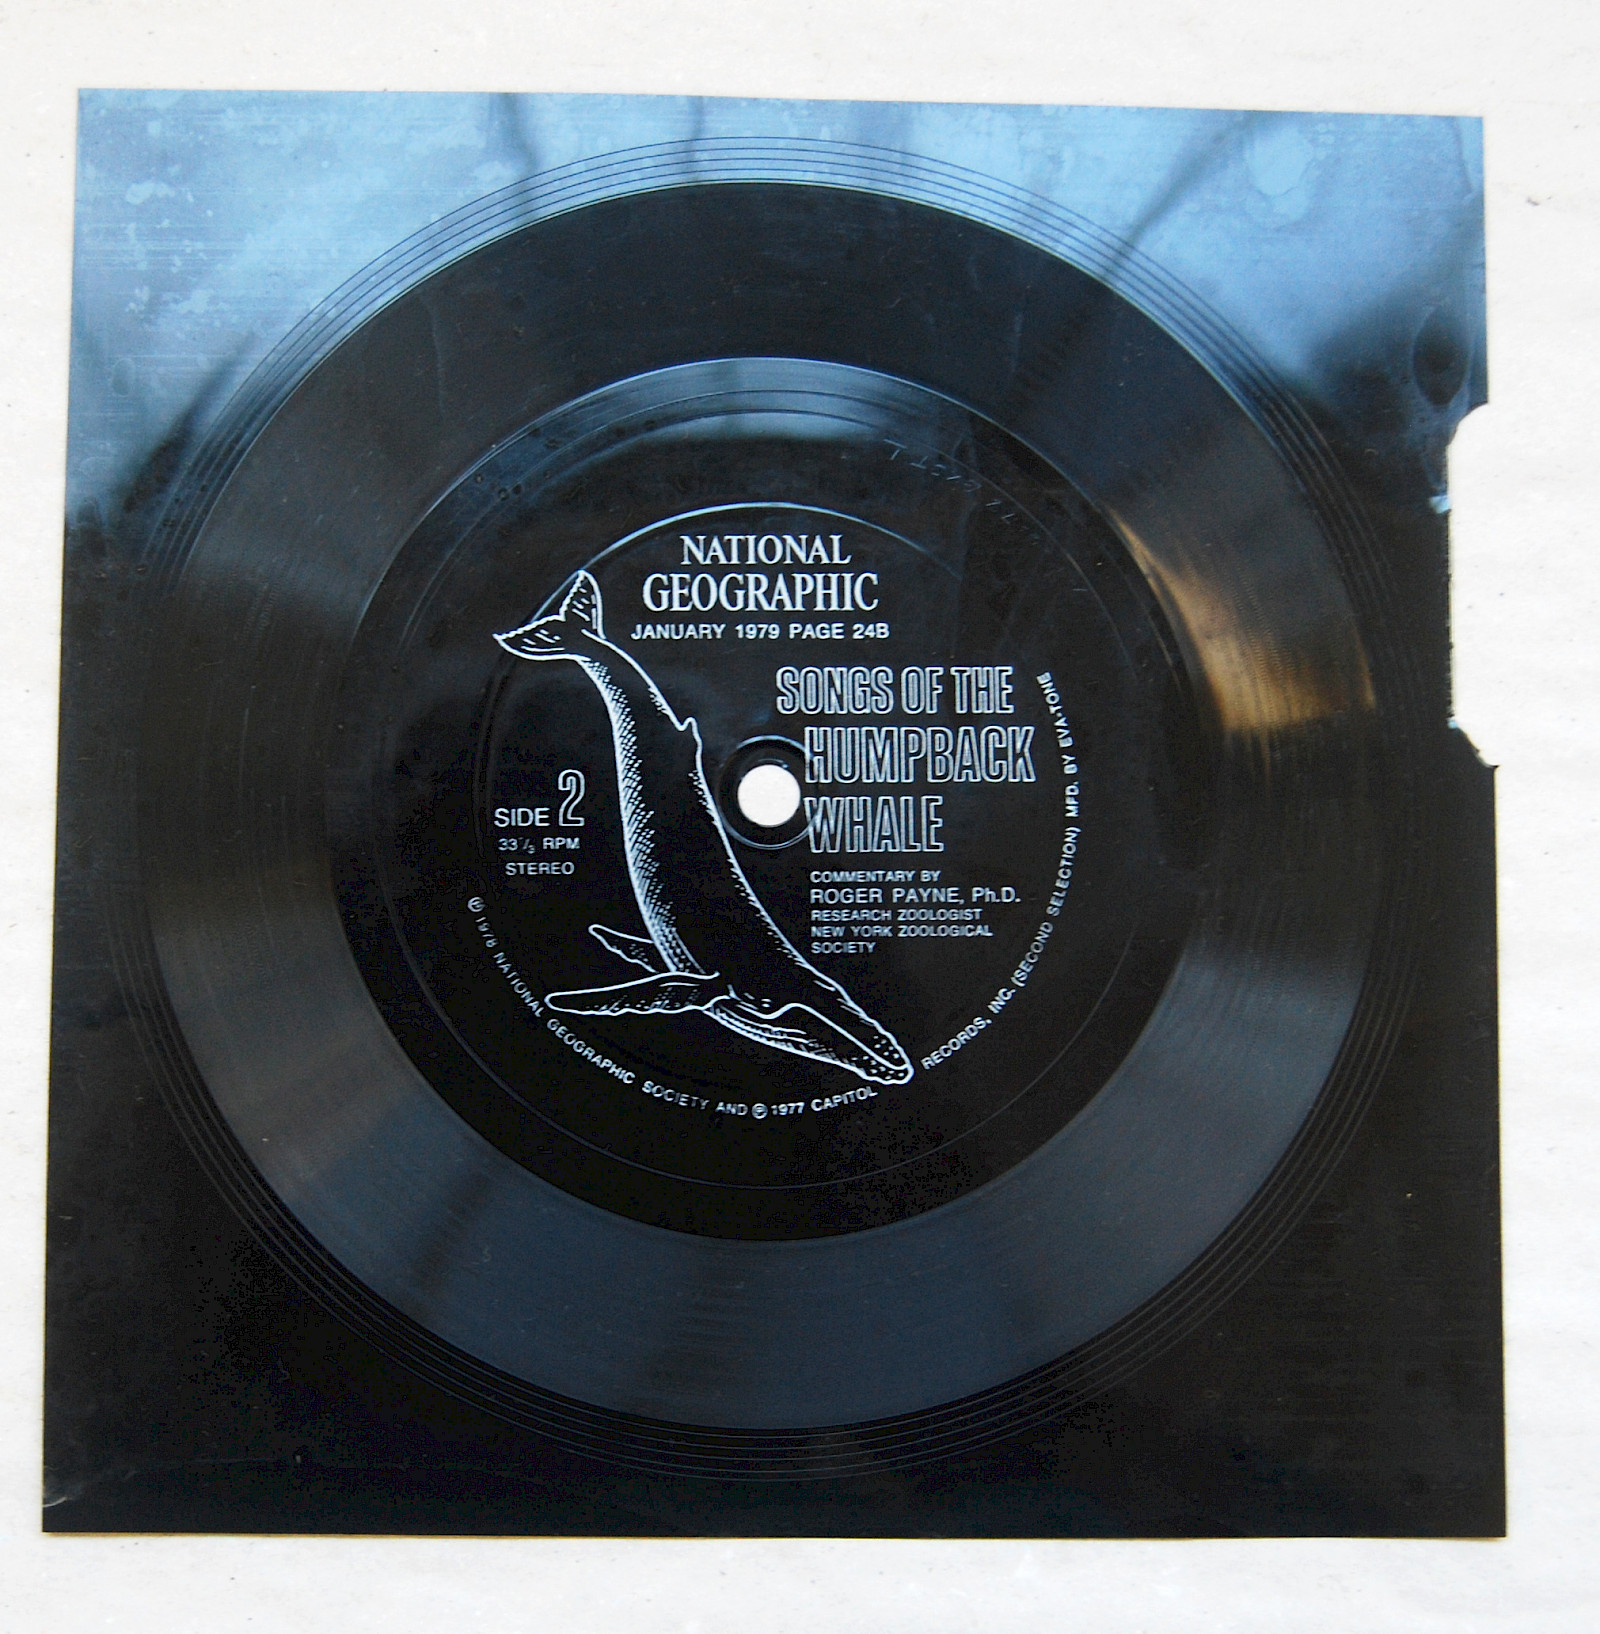 NATIONAL
GEOGRAPHIC
JANUARY 1979 PAGE 24B
SONGS OF THE
HUMPBACK
WHALE
SIDE 2
33 1/3 RPM
STEREO
COMMENTARY BY
ROGER PAYNE, Ph.D.
RESEARCH ZOOLOGIST
NEW YORK ZOOLOGICAL
SOCIETY
℗ 1978 NATIONAL GEOGRAPHIC SOCIETY AND ℗ 1977 CAPITOL RECORDS, INC. (SECOND SELECTION) MFD. BY EVA-TONE